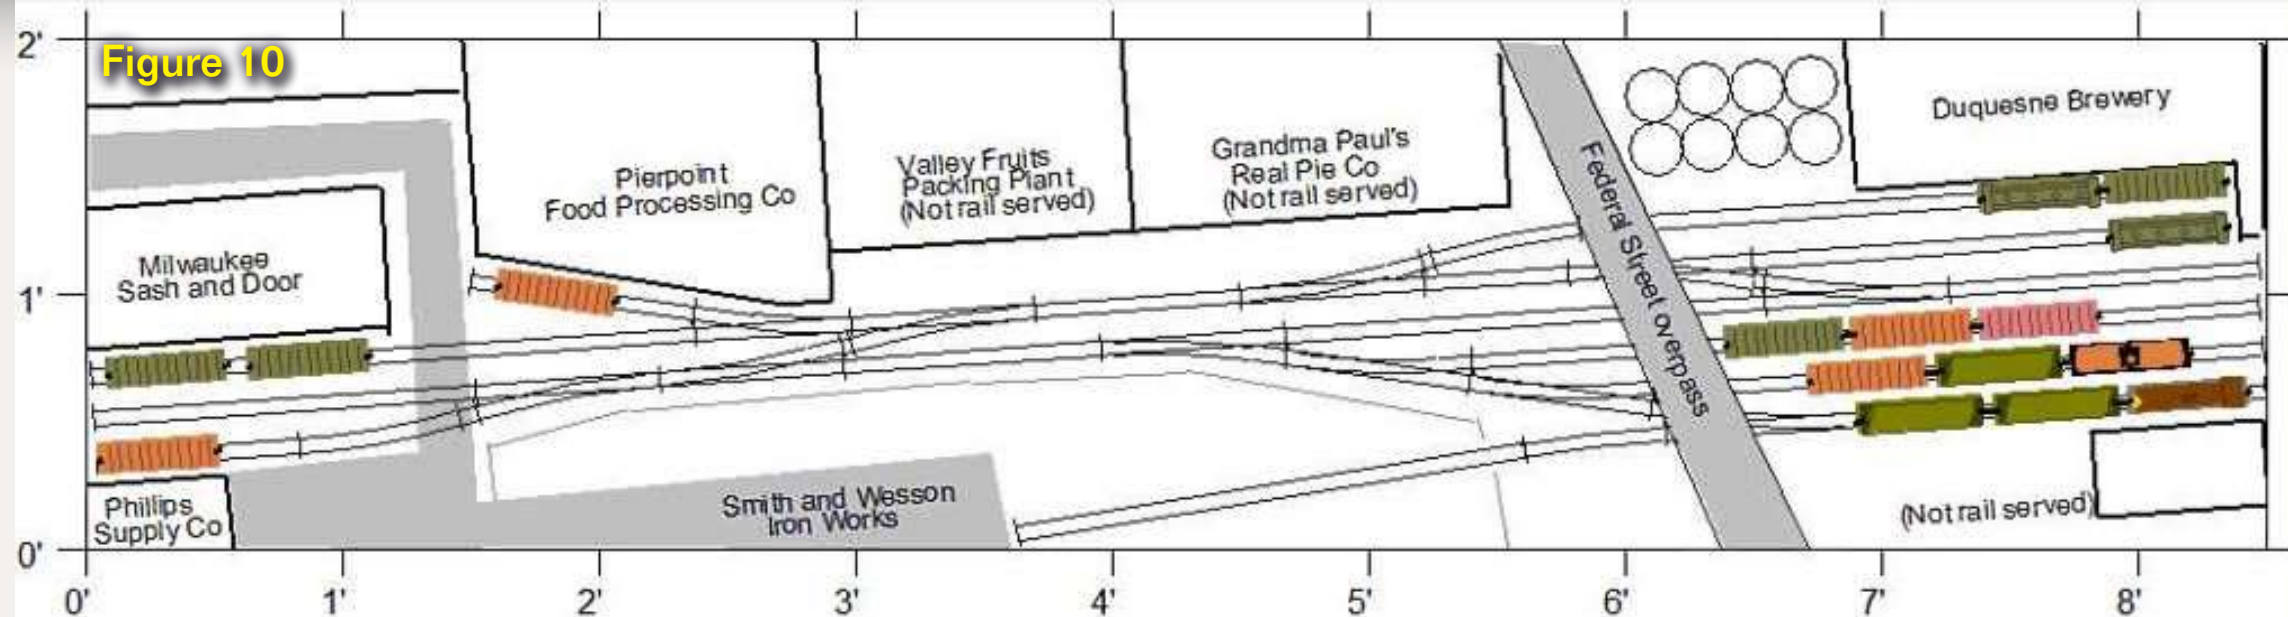 Figure 10
2'
1'
0'
Pierpoint
Food Processing Co
Valley Fruits
Packing Plant
(Not rail served)
Grandma Paul's
Real Pie Co
(Not rail served)
Federal Street overpass
Duquesne Brewery
Milwaukee
Sash and Door
Phillips
Supply Co
Smith and Wesson
Iron Works
(Not rail served)
0'
1'
2'
3'
4'
5'
6'
7'
8'